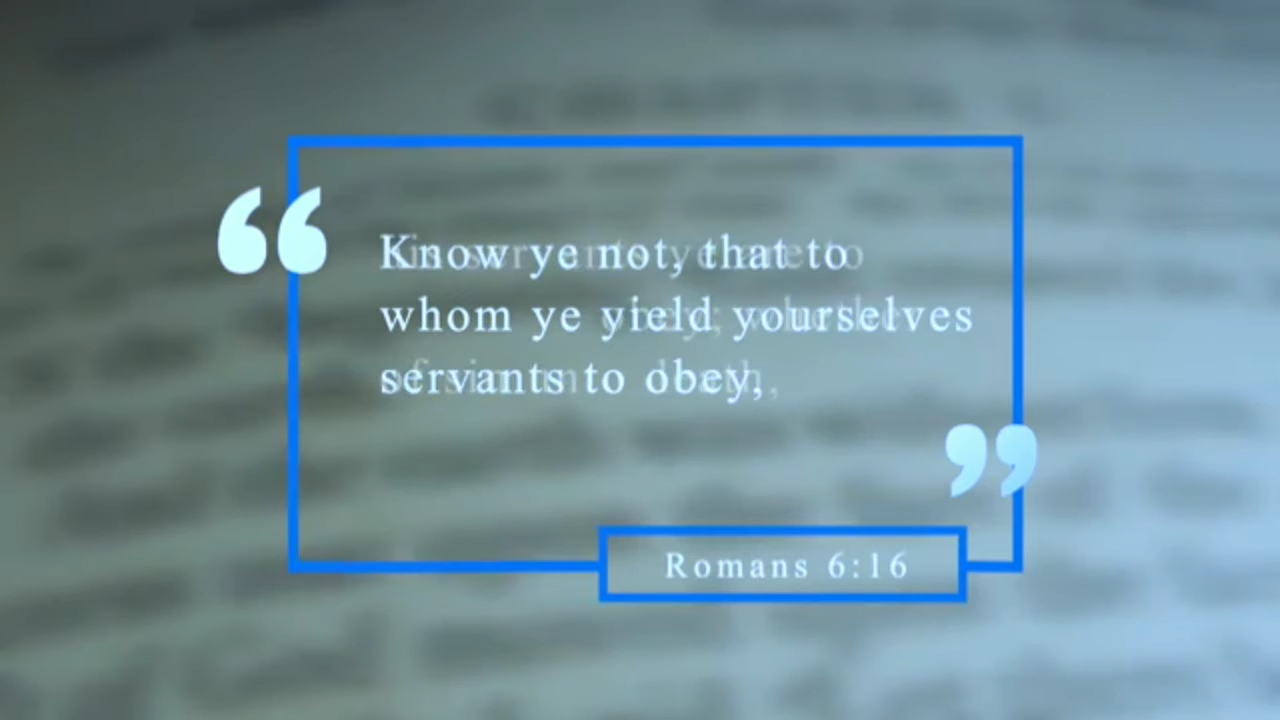 Know ye not, that to
whom ye yield yourselves
servants to obey,
Romans 6:16